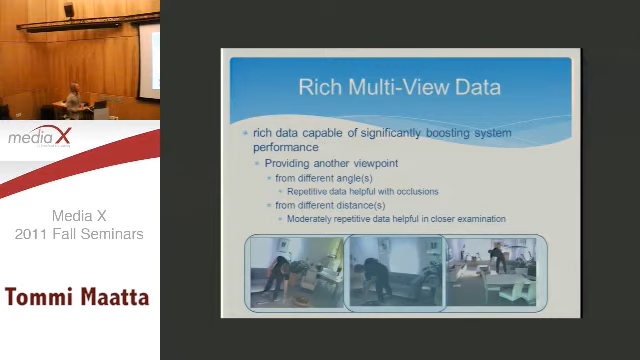 media X
Media X
2011 Fall Seminars
Tommi Maatta
Rich Multi-View Data
rich data capable of significantly boosting system
performance
Providing another viewpoint
from different angle(s)
Repetitive data helpful with occlusions
from different distance(s)
Moderately repetitive data helpful in closer examination